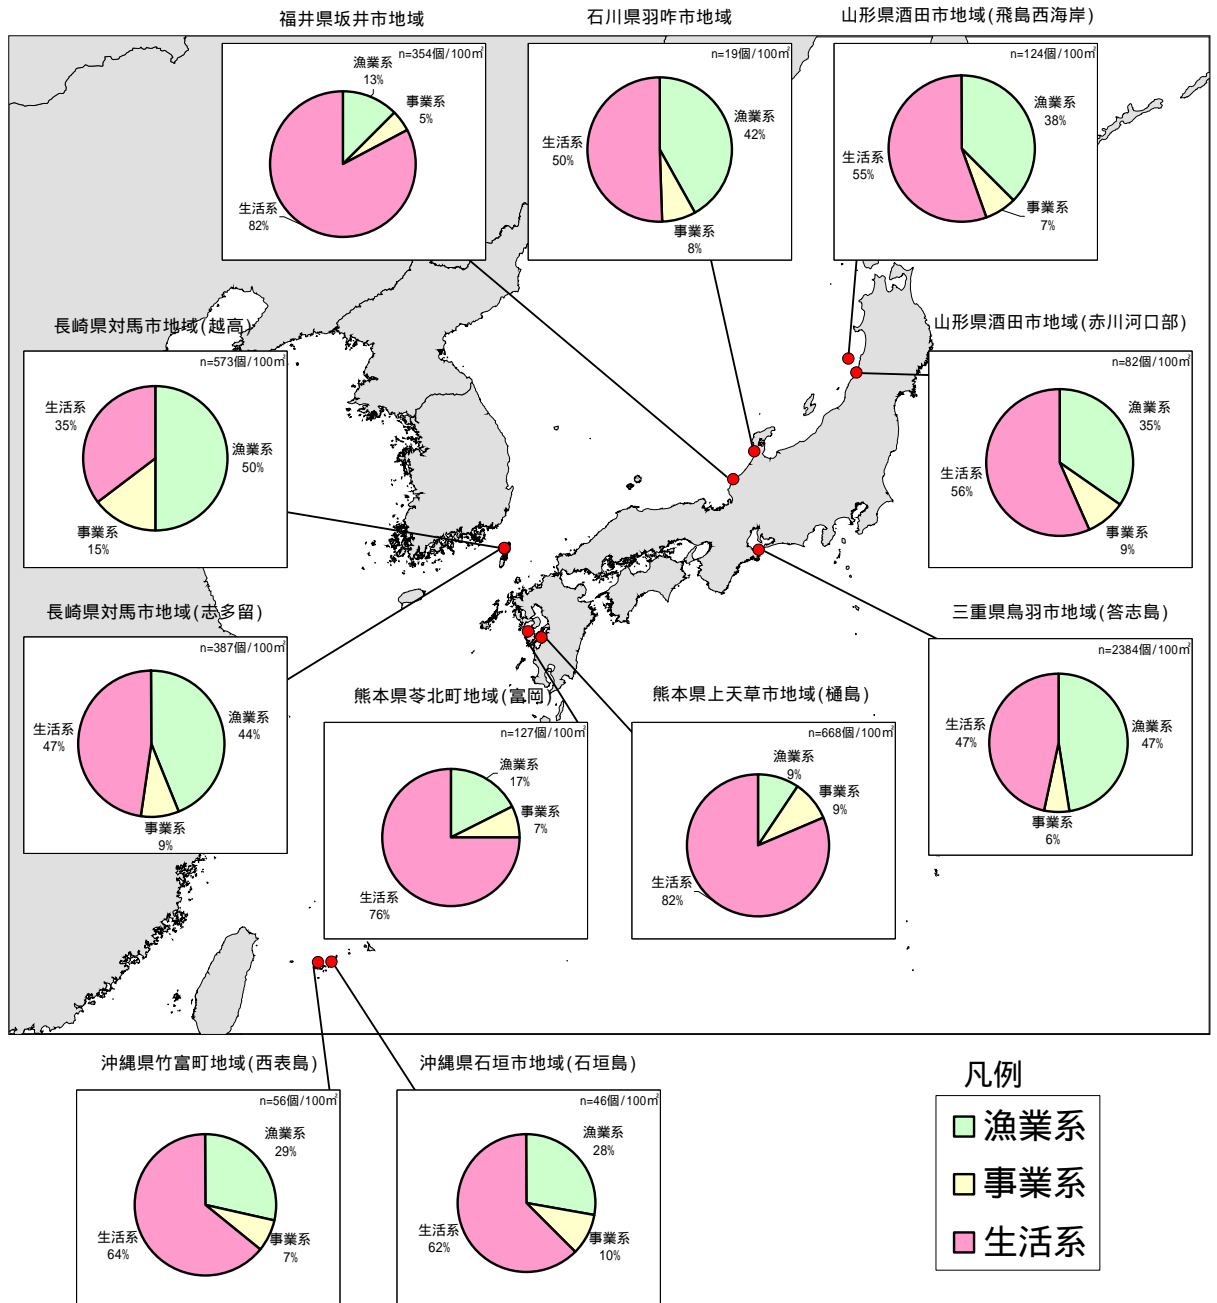 福井県坂井市地域
n=354個/100㎡
漁業系
13%
事業系
5%
生活系
82%
石川県羽咋市地域
n=19個/100㎡
漁業系
42%
生活系
50%
事業系
8%
山形県酒田市地域(飛島西海岸)
n=124個/100㎡
漁業系
38%
生活系
55%
事業系
7%
長崎県対馬市地域(越高)
n=573個/100㎡
生活系
35%
漁業系
50%
事業系
15%
山形県酒田市地域(赤川河口部)
n=82個/100㎡
漁業系
35%
生活系
56%
事業系
9%
長崎県対馬市地域(志多留)
n=387個/100㎡
漁業系
44%
生活系
47%
事業系
9%
熊本県苓北町地域(富岡)
n=127個/100㎡
漁業系
17%
事業系
7%
生活系
76%
熊本県上天草市地域(樋島)
n=668個/100㎡
漁業系
9%
事業系
9%
生活系
82%
三重県鳥羽市地域(答志島)
n=2384個/100㎡
漁業系
47%
生活系
47%
事業系
6%
沖縄県竹富町地域(西表島)
n=56個/100㎡
漁業系
29%
生活系
64%
事業系
7%
沖縄県石垣市地域(石垣島)
n=46個/100㎡
漁業系
28%
生活系
62%
事業系
10%
凡例
漁業系
事業系
生活系